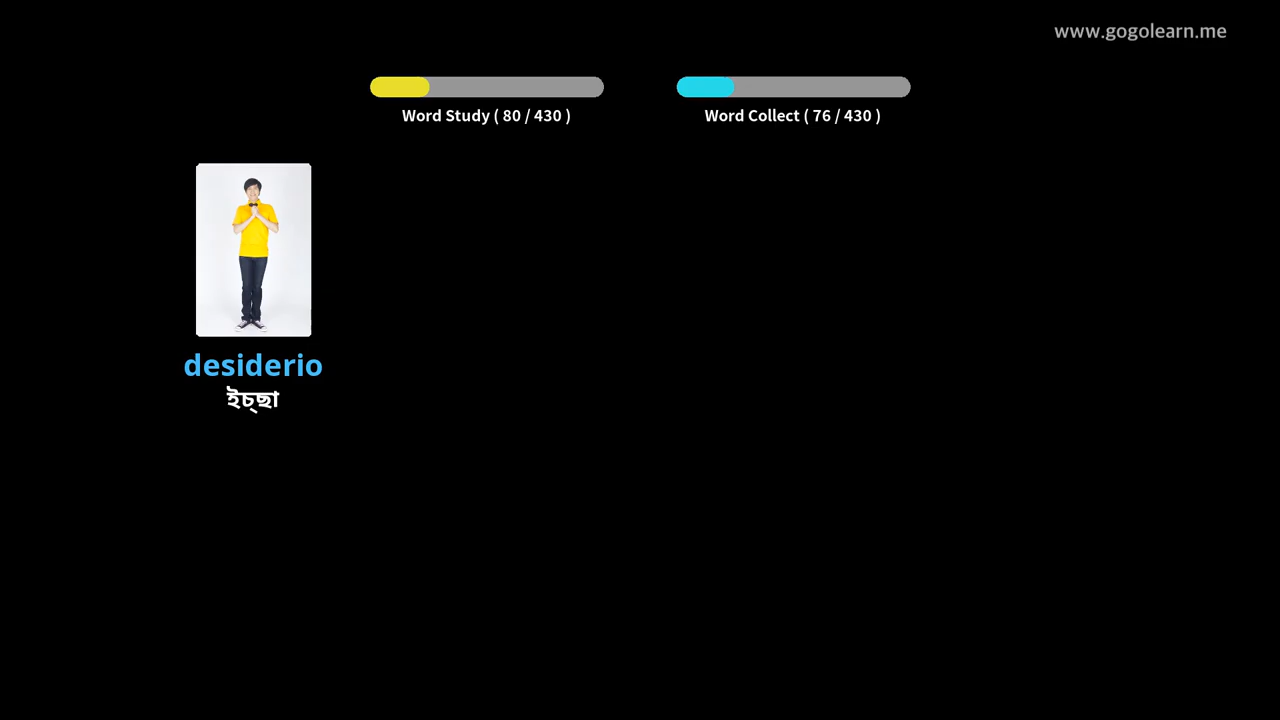 www.gogolearn.me
Word Study ( 80 / 430 )
Word Collect ( 76 / 430 )
desiderio
ইচ্ছা